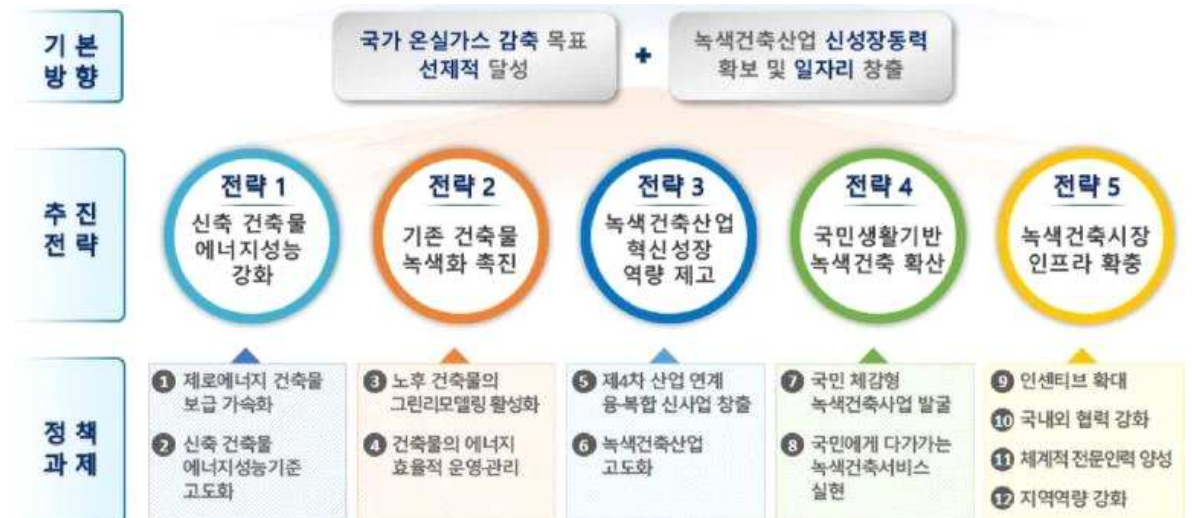 기 본
방 향
국가 온실가스 감축 목표
선제적 달성
+
녹색건축산업 신성장동력
확보 및 일자리 창출
추 진
전 략
전략 1
신축 건축물
에너지성능
강화
전략 2
기존 건축물
녹색화 촉진
전략 3
녹색건축산업
혁신성장
역량 제고
전략 4
국민생활기반
녹색건축 확산
전략 5
녹색건축시장
인프라 확충
정 책
과 제
1 제로에너지 건축물
보급 가속화
2 신축 건축물
에너지성능기준
고도화
3 노후 건축물의
그린리모델링 활성화
4 건축물의 에너지
효율적 운영·관리
5 제4차 산업 연계
융·복합 신사업 창출
6 녹색건축산업
고도화
7 국민 체감형
녹색건축사업 발굴
8 국민에게 다가가는
녹색건축서비스
실현
9 인센티브 확대
10 국내외 협력 강화
11 체계적 전문인력 양성
12 지역역량 강화